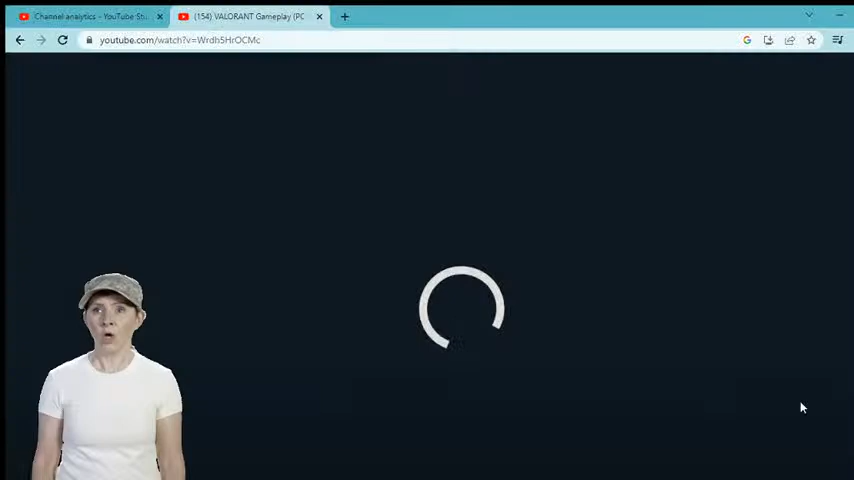 Channel analytics - YouTube Stu
(154) VALORANT Gameplay (PC
youtube.com/watch?v=Wrdh5HrOCMc